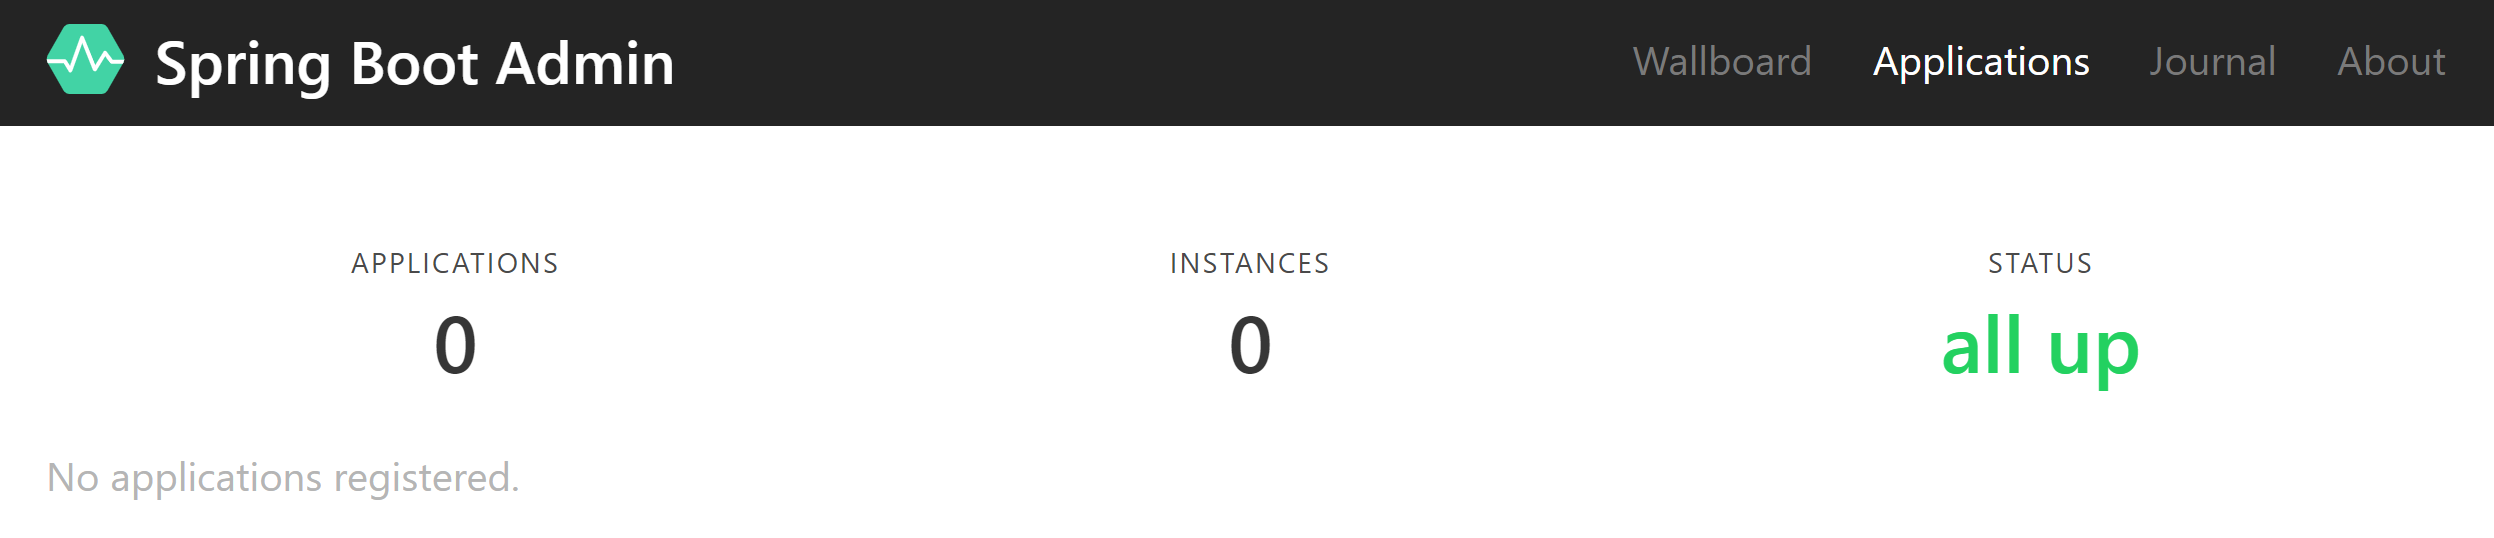 Spring Boot Admin
Wallboard Applications Journal About
APPLICATIONS INSTANCES STATUS
0 0 all up
No applications registered.